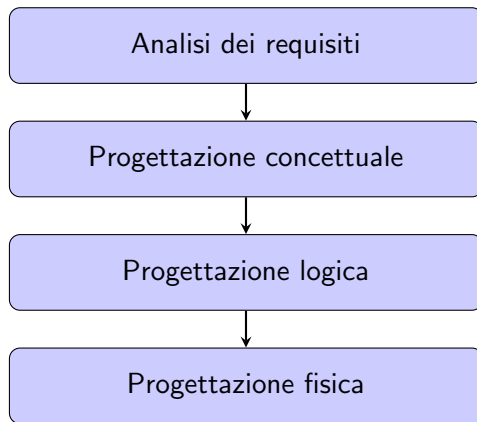 Analisi dei requisiti
Progettazione concettuale
Progettazione logica
Progettazione fisica